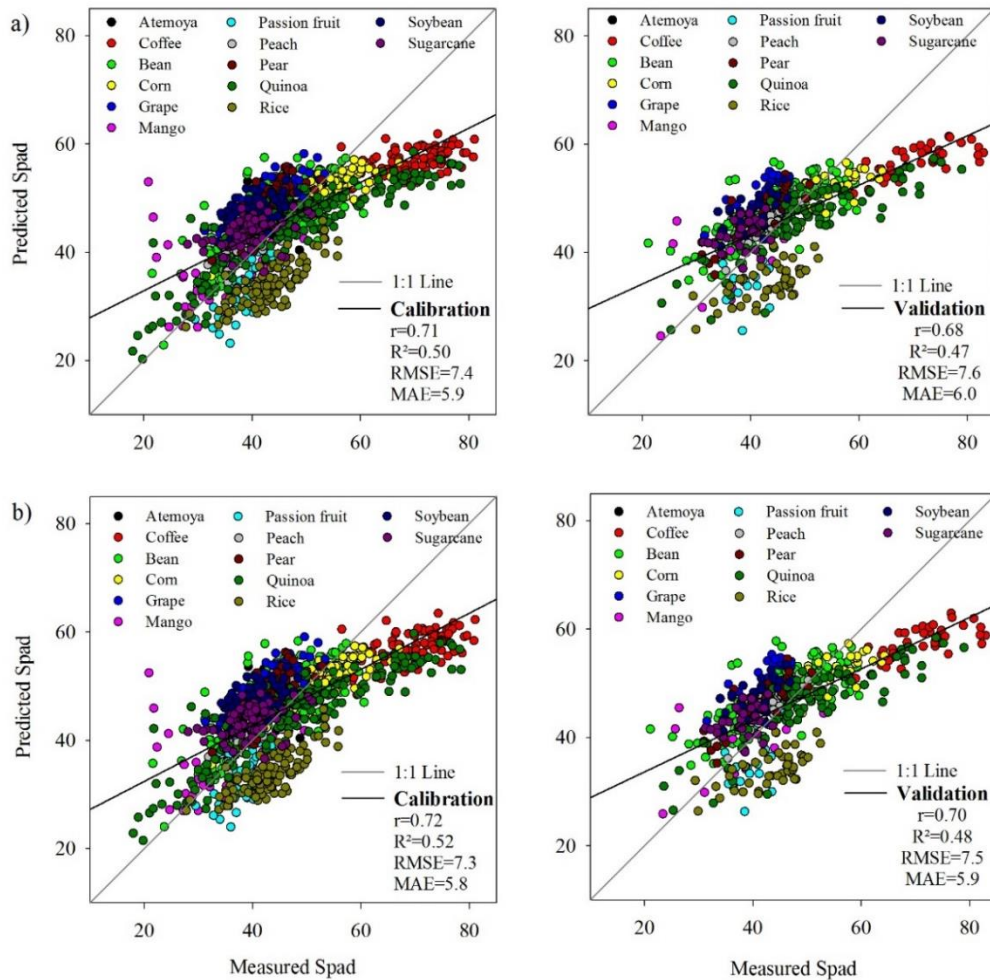 a)
80
60
40
20
20 40 60 80
Predicted Spad
Atemoya Passion fruit Soybean
Coffee Peach Sugarcane
Bean Pear
Corn Quinoa
Grape Rice
Mango
1:1 Line
Calibration
r=0.71
R²=0.50
RMSE=7.4
MAE=5.9
80
60
40
20
20 40 60 80
Atemoya Passion fruit Soybean
Coffee Peach Sugarcane
Bean Pear
Corn Quinoa
Grape Rice
Mango
1:1 Line
Validation
r=0.68
R²=0.47
RMSE=7.6
MAE=6.0
b)
80
60
40
20
20 40 60 80
Predicted Spad
Measured Spad
Atemoya Passion fruit Soybean
Coffee Peach Sugarcane
Bean Pear
Corn Quinoa
Grape Rice
Mango
1:1 Line
Calibration
r=0.72
R²=0.52
RMSE=7.3
MAE=5.8
80
60
40
20
20 40 60 80
Measured Spad
Atemoya Passion fruit Soybean
Coffee Peach Sugarcane
Bean Pear
Corn Quinoa
Grape Rice
Mango
1:1 Line
Validation
r=0.70
R²=0.48
RMSE=7.5
MAE=5.9